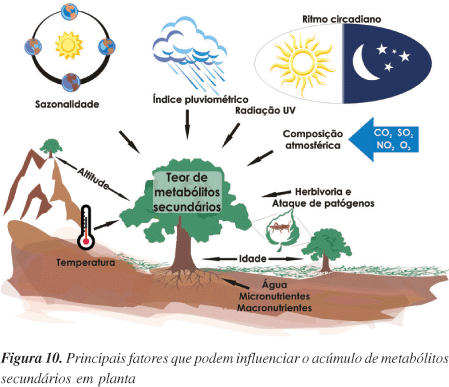 Ritmo circadiano
Sazonalidade
Índice pluviométrico
Radiação UV
Composição
atmosférica
CO₂ SO₂
NO₂ O₃
Teor de
metabólitos
secundários
Altitude
Herbivoria e
Ataque de patógenos
Temperatura
Idade
Água
Micronutrientes
Macronutrientes
Figura 10. Principais fatores que podem influenciar o acúmulo de metabólitos
secundários em planta